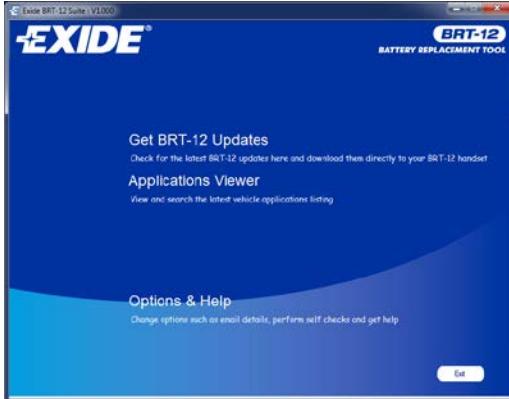 Exide BRT-12 Suite : V1.000
EXIDE®
BRT-12
BATTERY REPLACEMENT TOOL
Get BRT-12 Updates
Check for the latest BRT-12 updates here and download them directly to your BRT-12 handset
Applications Viewer
View and search the latest vehicle applications listing
Options & Help
Change options such as email details, perform self checks and get help
Exit